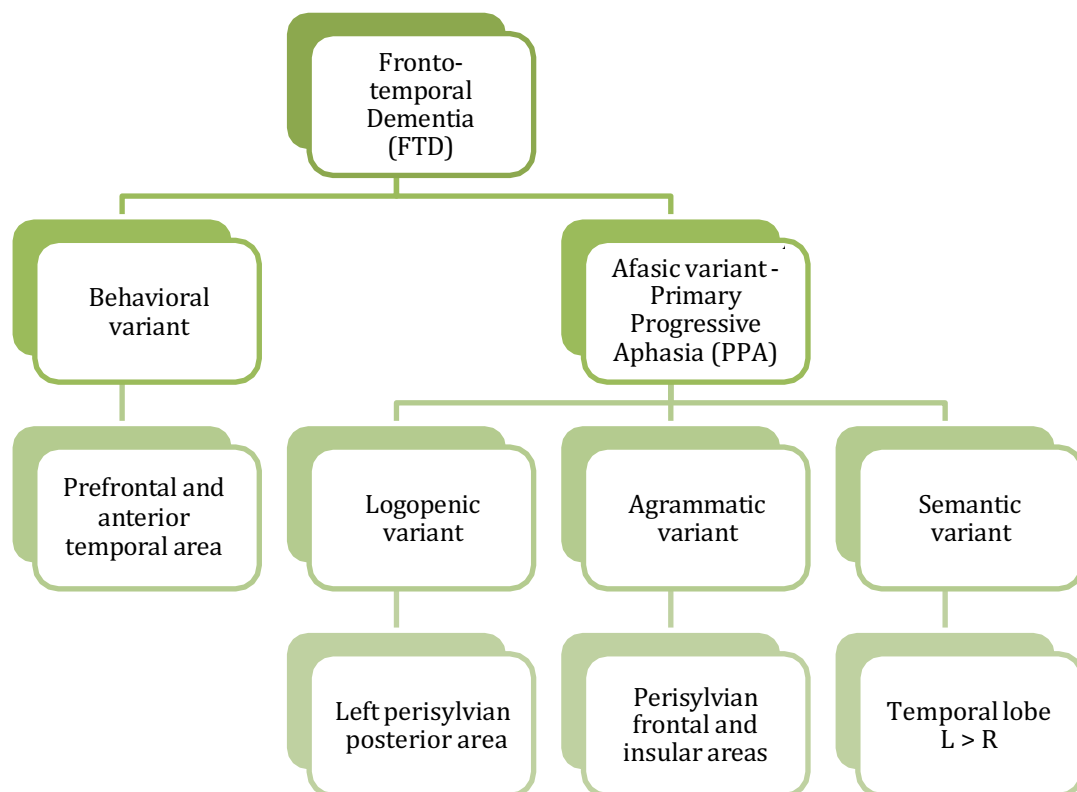 Fronto-
temporal
Dementia
(FTD)
Behavioral
variant
Afasic variant -
Primary
Progressive
Aphasia (PPA)
Prefrontal and
anterior
temporal area
Logopenic
variant
Agrammatic
variant
Semantic
variant
Left perisylvian
posterior area
Perisylvian
frontal and
insular areas
Temporal lobe
L > R